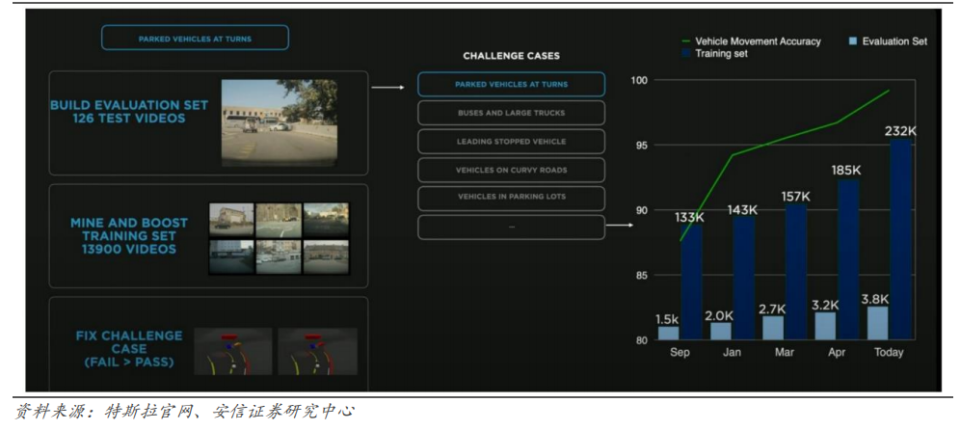 PARKED VEHICLES AT TURNS
BUILD EVALUATION SET
126 TEST VIDEOS
MINE AND BOOST
TRAINING SET
13900 VIDEOS
FIX CHALLENGE
CASE
(FAIL > PASS)
CHALLENGE CASES
PARKED VEHICLES AT TURNS
BUSES AND LARGE TRUCKS
LEADING STOPPED VEHICLE
VEHICLES ON CURVY ROADS
VEHICLES IN PARKING LOTS
...
Vehicle Movement Accuracy
Evaluation Set
Training set
100
95
90
85
80
133K
143K
157K
185K
232K
1.5k
2.0K
2.7K
3.2K
3.8K
Sep
Jan
Mar
Apr
Today
资料来源：特斯拉官网、安信证券研究中心